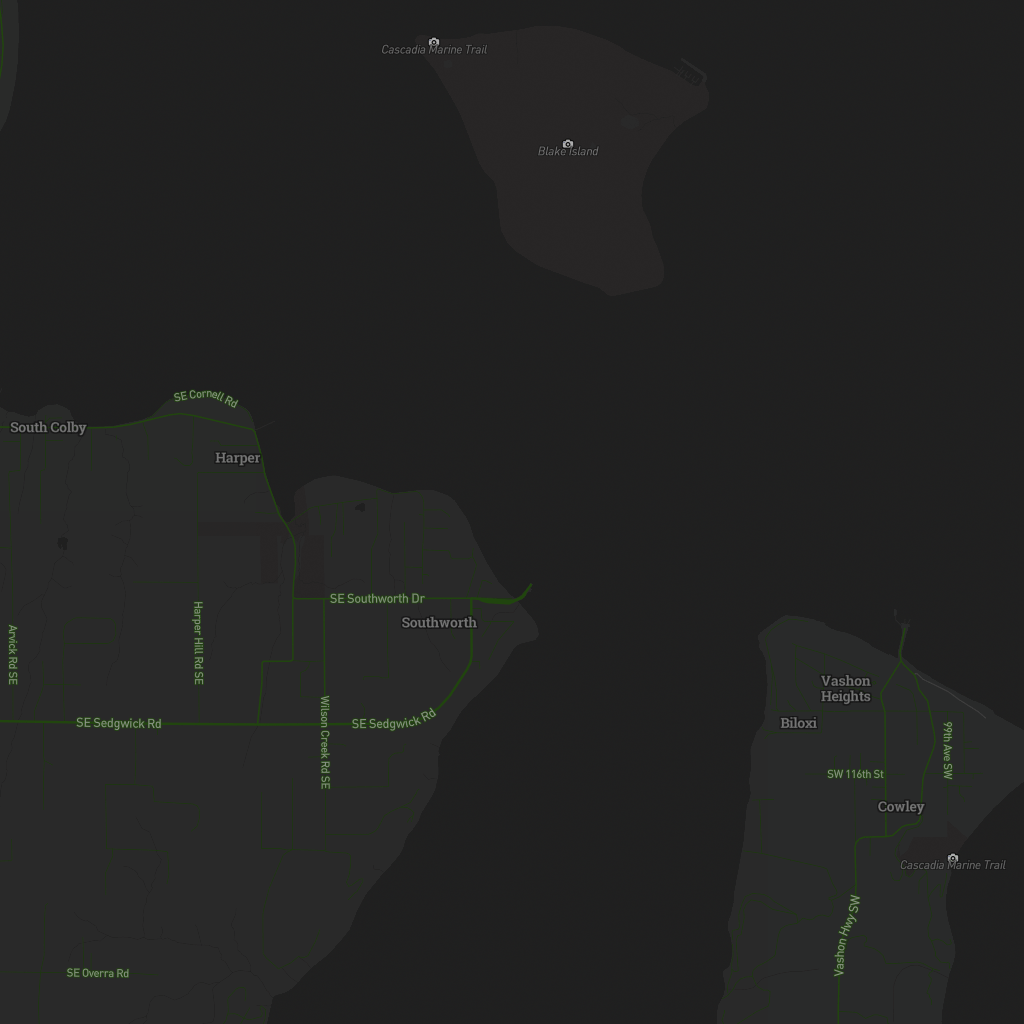 Cascadia Marine Trail
Blake Island
SE Cornell Rd
South Colby
Harper
SE Southworth Dr
Southworth
Harper Hill Rd SE
Arvick Rd SE
Vashon
Heights
SE Sedgwick Rd
SE Sedgwick Rd
Wilson Creek Rd SE
Biloxi
99th Ave SW
SW 116th St
Cowley
Cascadia Marine Trail
Vashon Hwy SW
SE Overra Rd